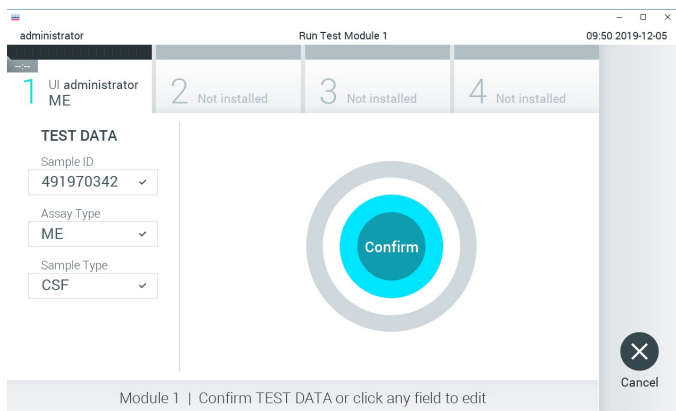 administrator
Run Test Module 1
09:50 2019-12-05
--:--
1 UI administrator
ME
2 Not installed
3 Not installed
4 Not installed
TEST DATA
Sample ID
491970342
Assay Type
ME
Sample Type
CSF
Confirm
Cancel
Module 1 | Confirm TEST DATA or click any field to edit